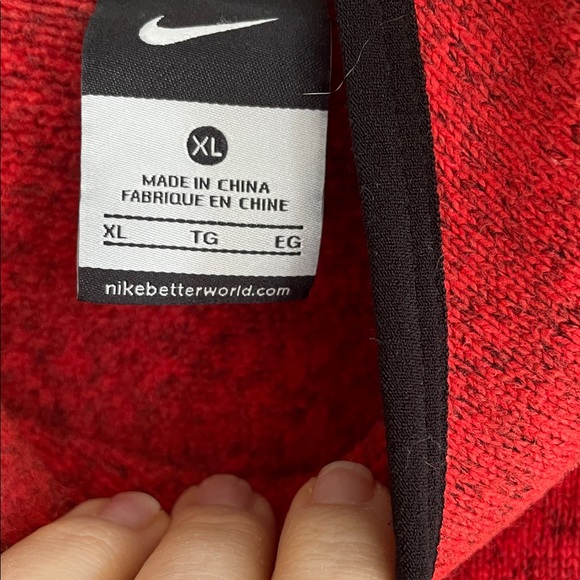 XL
MADE IN CHINA
FABRIQUE EN CHINE
XL TG EG
nikebetterworld.com